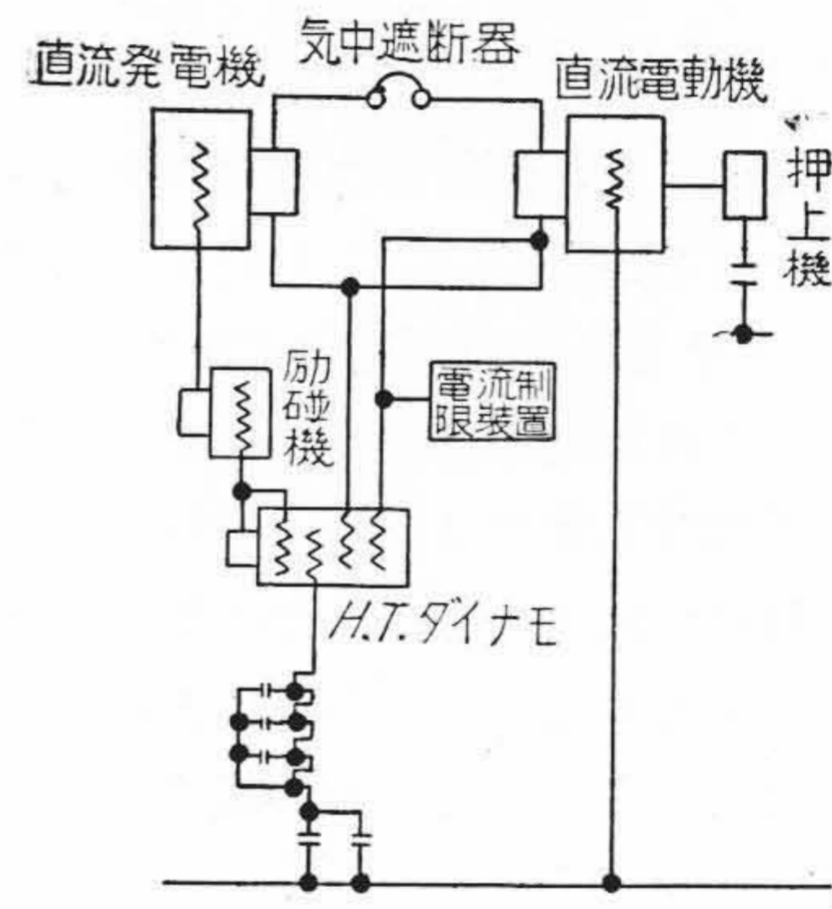 気中遮断器
直流発電機
直流電動機
押上機
励磁機
電流制
限装置
H.T.ダイナモ